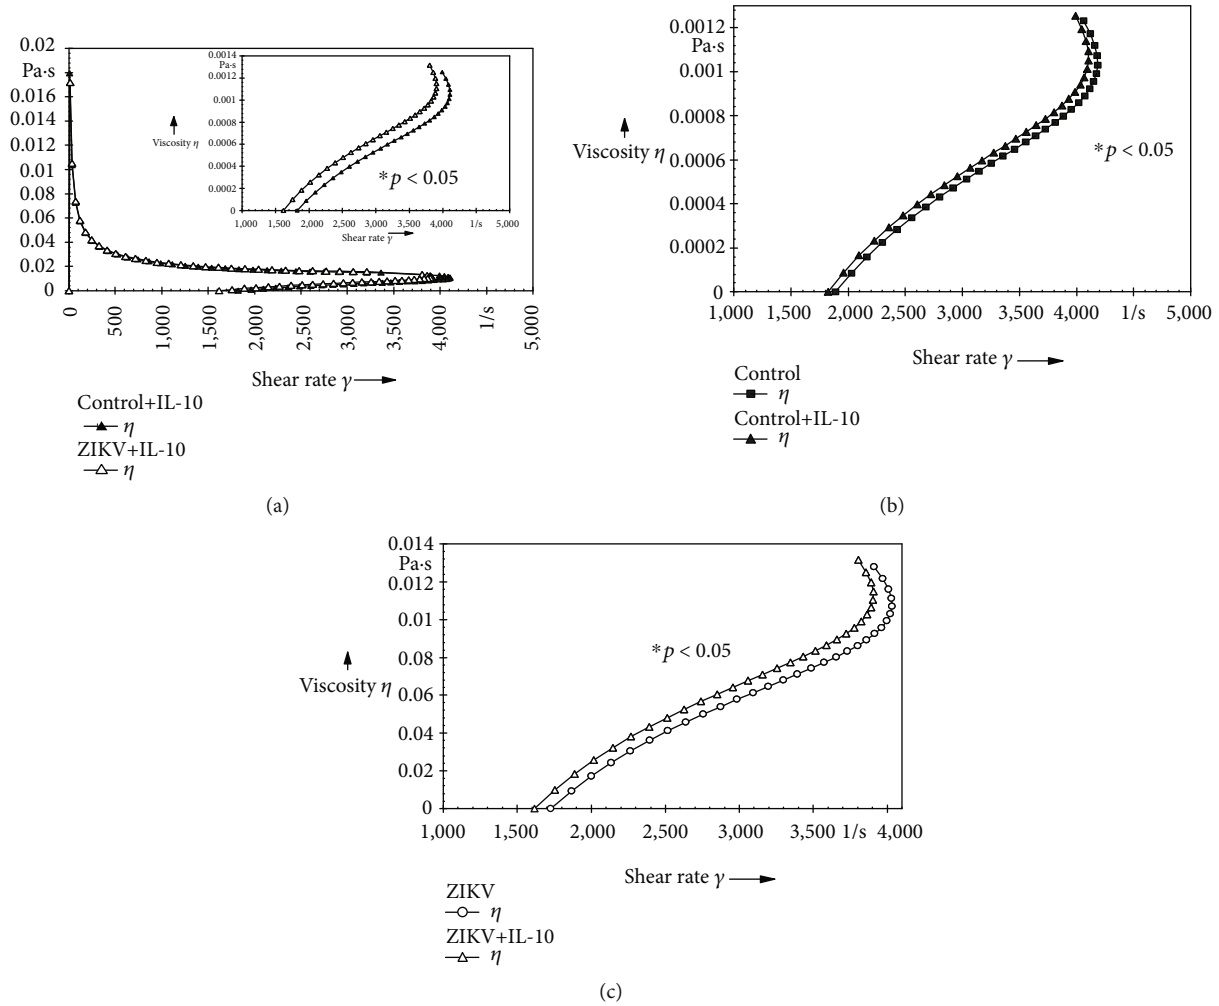 0.02
Pa·s
0.016
0.014
0.012
0.01
0.08
0.06
0.04
0.02
0
Viscosity η
0.0014
Pa·s
0.0012
0.001
0.0008
0.0006
0.0004
0.0002
0
*p < 0.05
1,000 1,500 2,000 2,500 3,000 3,500 4,000 1/s 5,000
Shear rate γ
0 500 1,000 1,500 2,000 2,500 3,000 3,500 4,000 1/s 5,000
Shear rate γ
Control+IL-10
η
ZIKV+IL-10
η
(a)
0.0012
Pa·s
0.001
0.0008
Viscosity η
0.0006
0.0004
0.0002
0
*p < 0.05
1,000 1,500 2,000 2,500 3,000 3,500 4,000 1/s 5,000
Shear rate γ
Control
η
Control+IL-10
η
(b)
0.014
Pa·s
0.012
0.01
0.08
Viscosity η
0.06
0.04
0.02
0
*p < 0.05
1,000 1,500 2,000 2,500 3,000 3,500 1/s 4,000
Shear rate γ
ZIKV
η
ZIKV+IL-10
η
(c)